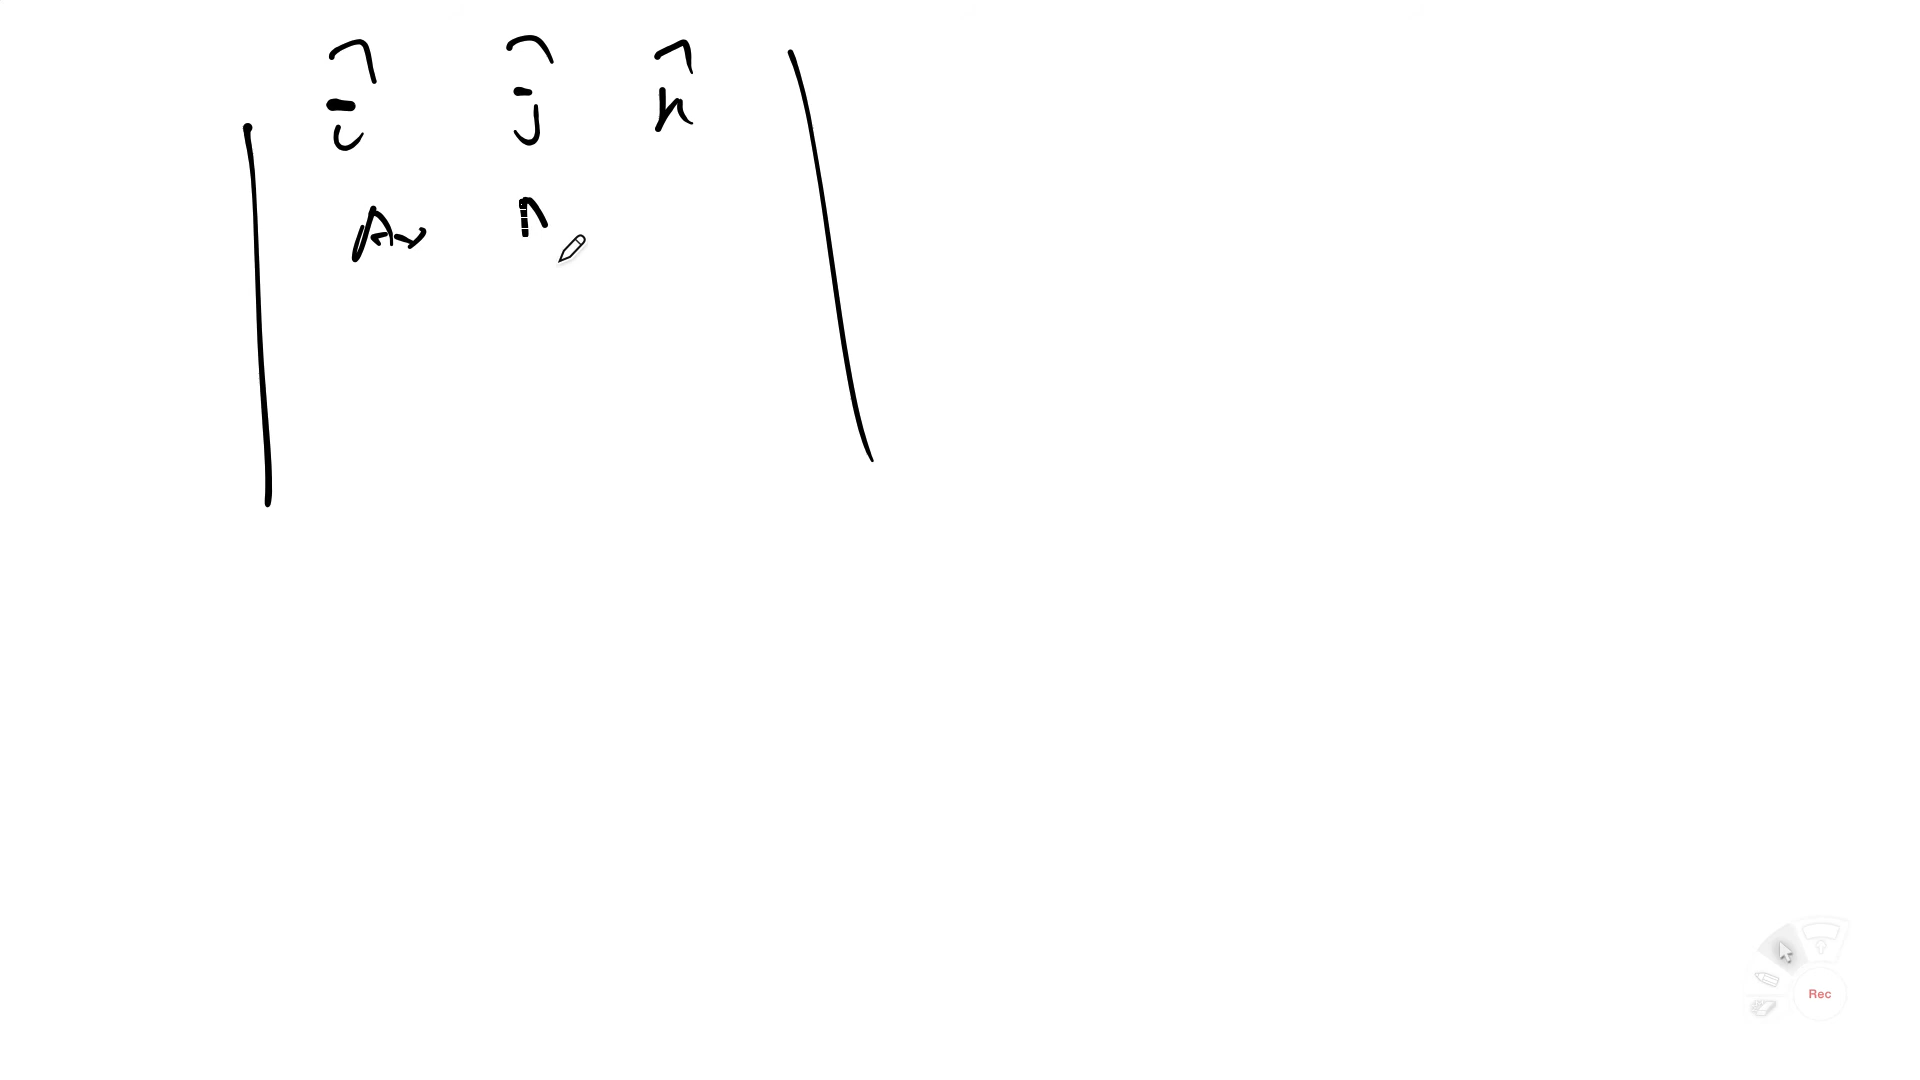 î ĵ k̂
Ax
Rec